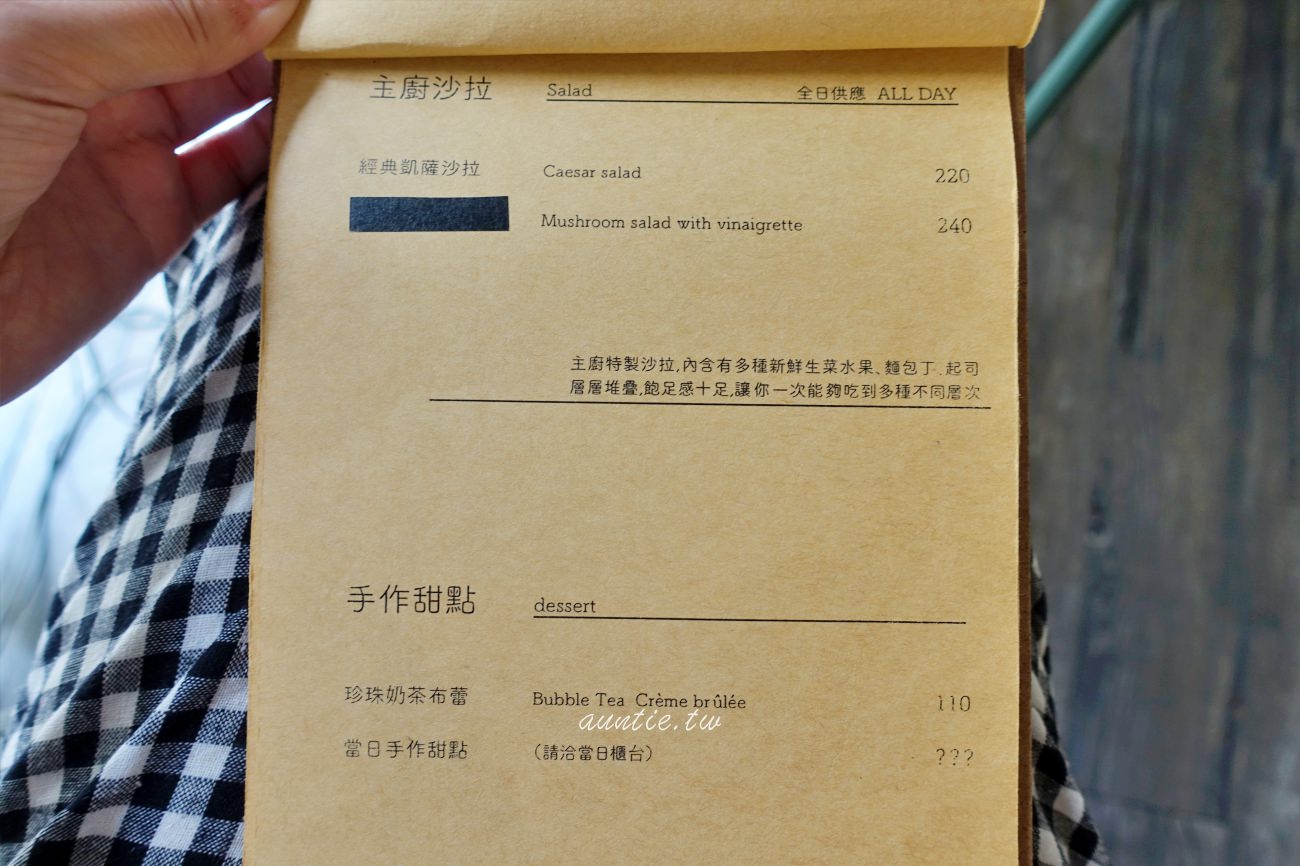 主廚沙拉 Salad 全日供應 ALL DAY
經典凱薩沙拉 Caesar salad 220
Mushroom salad with vinaigrette 240
主廚特製沙拉,內含有多種新鮮生菜水果、麵包丁、起司
層層堆疊,飽足感十足,讓你一次能夠吃到多種不同層次
手作甜點 dessert
珍珠奶茶布蕾 Bubble Tea Crème brûlée 110
auntie.tw
當日手作甜點 (請洽當日櫃台) ???